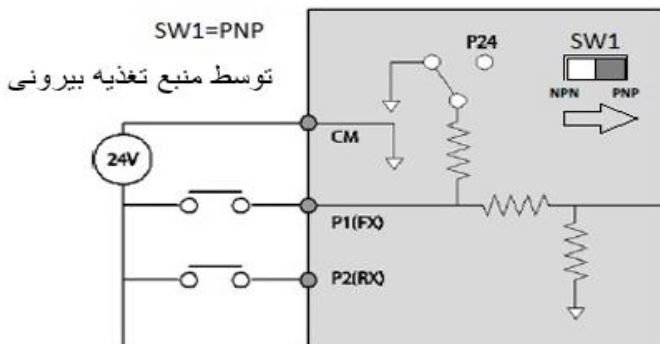 SW1=PNP
توسط منبع تغذیه بیرونی
P24
SW1
NPN
PNP
CM
24V
P1(FX)
P2(RX)